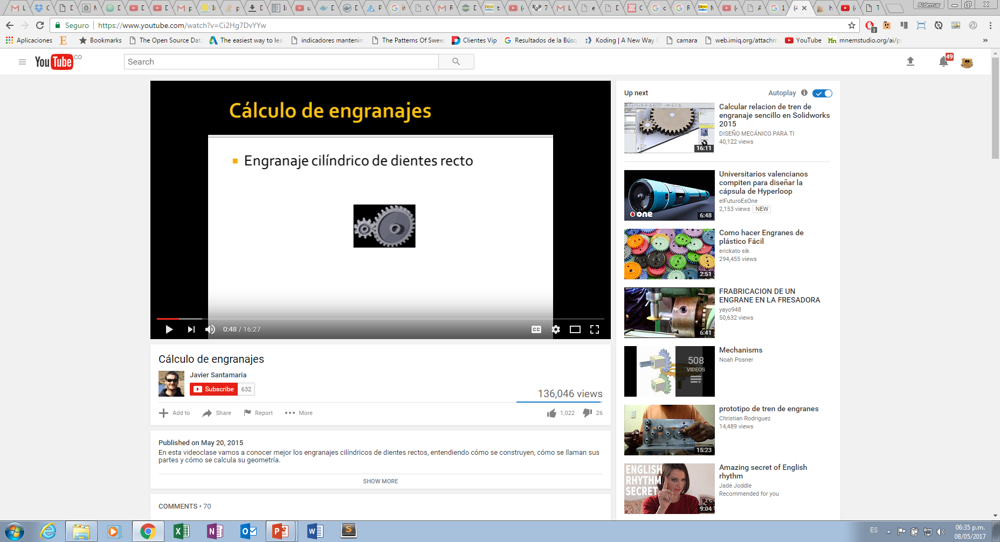 Aldemar
Seguro
https://www.youtube.com/watch?v=Ci2Hg7DvYYw
3
Aplicaciones
Bookmarks
The Open Source Dat
The easiest way to lea
indicadores mantenim
The Patterns Of Sweep
Clientes Vip
Resultados de la Búsq
Koding | A New Way
camara
web.imiq.org/attachm
YouTube
mnemstudio.org/ai/p
»
YouTube CO
Search
49
Cálculo de engranajes
Engranaje cilíndrico de dientes recto
0:48 / 16:27
CC
Cálculo de engranajes
Javier Santamaria
Subscribe 632
136,046 views
Add to
Share
Report
More
1,022
26
Published on May 20, 2015
En esta videoclase vamos a conocer mejor los engranajes cilíndricos de dientes rectos, entendiendo cómo se construyen, cómo se llaman sus
partes y cómo se calcula su geometría.
SHOW MORE
COMMENTS • 70
Up next
Autoplay
16:11
Calcular relacion de tren de
engranaje sencillo en Solidworks
2015
DISEÑO MECÁNICO PARA TI
40,122 views
one
6:48
Universitarios valencianos
compiten para diseñar la
cápsula de Hyperloop
elFuturoEsOne
2,153 views NEW
2:51
Como hacer Engranes de
plástico Fácil
erickato sik
294,455 views
6:41
FRABRICACION DE UN
ENGRANE EN LA FRESADORA
yayo948
50,632 views
508
VIDEOS
Mechanisms
Noah Posner
15:23
prototipo de tren de engranes
Christian Rodriguez
14,489 views
ENGLISH
RHYTHM
SECRET
9:04
Amazing secret of English
rhythm
Jade Joddle
Recommended for you
ES
06:35 p.m.
08/05/2017